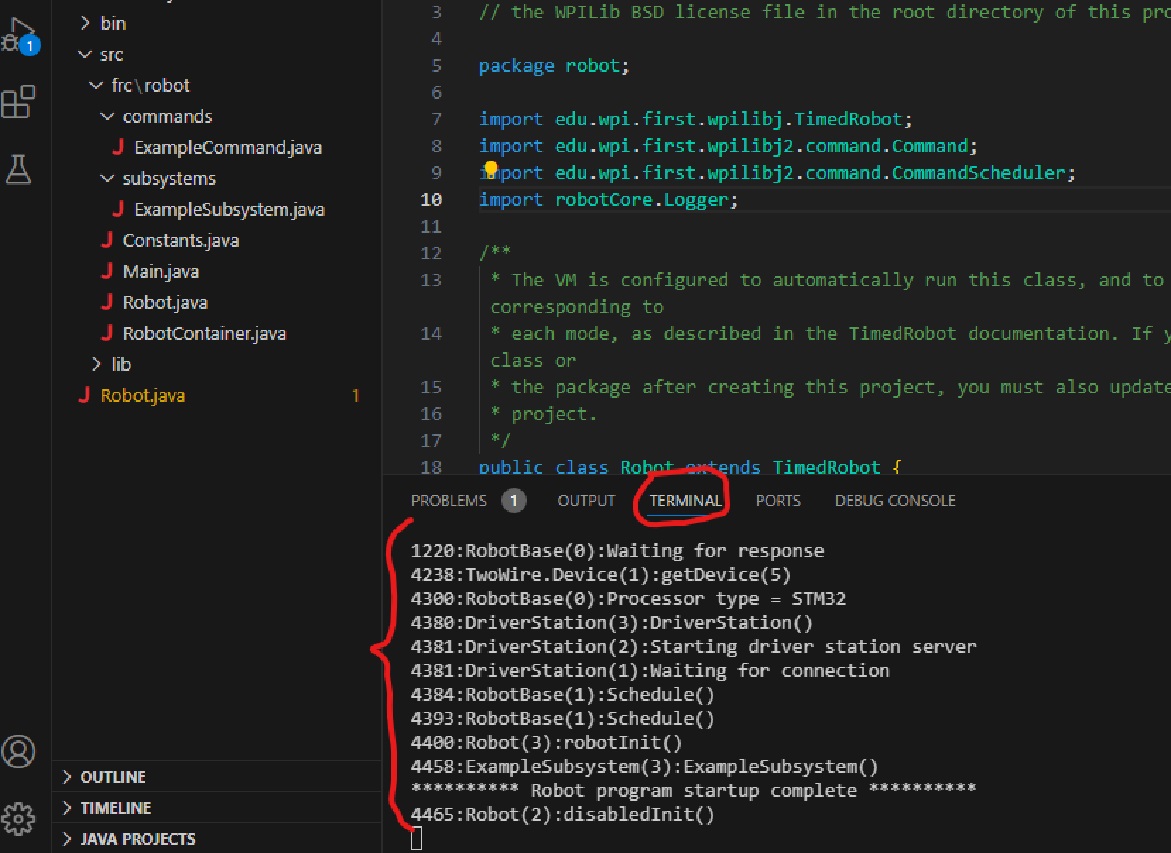 1
bin
src
frc\robot
commands
ExampleCommand.java
subsystems
ExampleSubsystem.java
Constants.java
Main.java
Robot.java
RobotContainer.java
lib
Robot.java 1
OUTLINE
TIMELINE
JAVA PROJECTS
3 // the WPILib BSD license file in the root directory of this pro
4
5 package robot;
6
7 import edu.wpi.first.wpilibj.TimedRobot;
8 import edu.wpi.first.wpilibj2.command.Command;
9 import edu.wpi.first.wpilibj2.command.CommandScheduler;
10 import robotCore.Logger;
11
12 /**
13 * The VM is configured to automatically run this class, and to
corresponding to
14 * each mode, as described in the TimedRobot documentation. If y
class or
15 * the package after creating this project, you must also update
16 * project.
17 */
18 public class Robot extends TimedRobot {
PROBLEMS 1 OUTPUT TERMINAL PORTS DEBUG CONSOLE
1220:RobotBase(0):Waiting for response
4238:TwoWire.Device(1):getDevice(5)
4300:RobotBase(0):Processor type = STM32
4380:DriverStation(3):DriverStation()
4381:DriverStation(2):Starting driver station server
4381:DriverStation(1):Waiting for connection
4384:RobotBase(1):Schedule()
4393:RobotBase(1):Schedule()
4400:Robot(3):robotInit()
4458:ExampleSubsystem(3):ExampleSubsystem()
********** Robot program startup complete **********
4465:Robot(2):disabledInit()